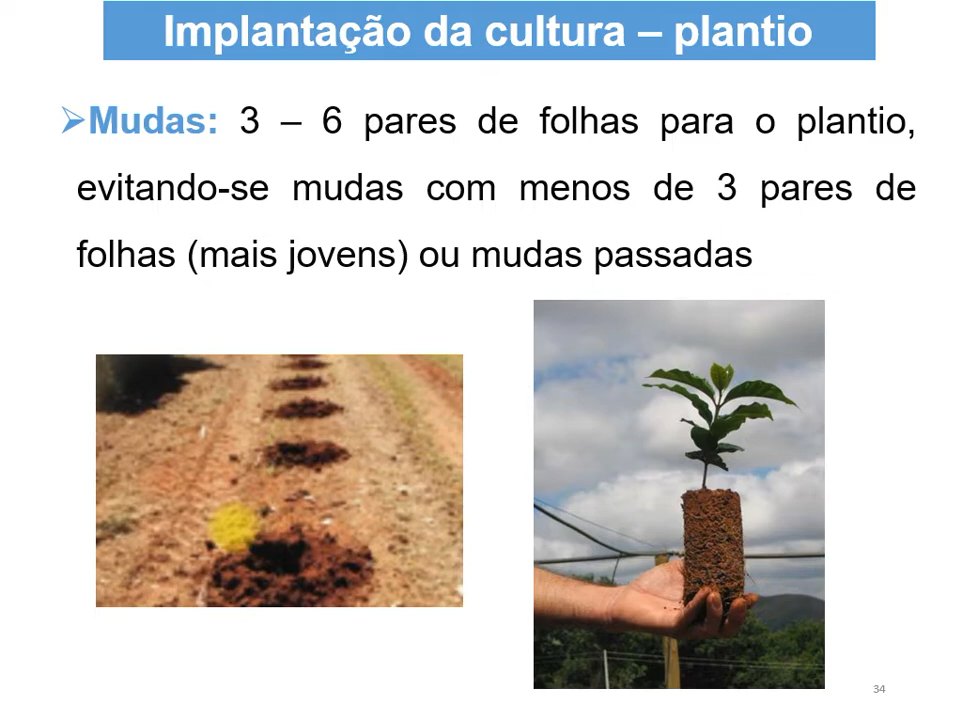 Implantação da cultura – plantio
Mudas: 3 – 6 pares de folhas para o plantio,
evitando-se mudas com menos de 3 pares de
folhas (mais jovens) ou mudas passadas
34